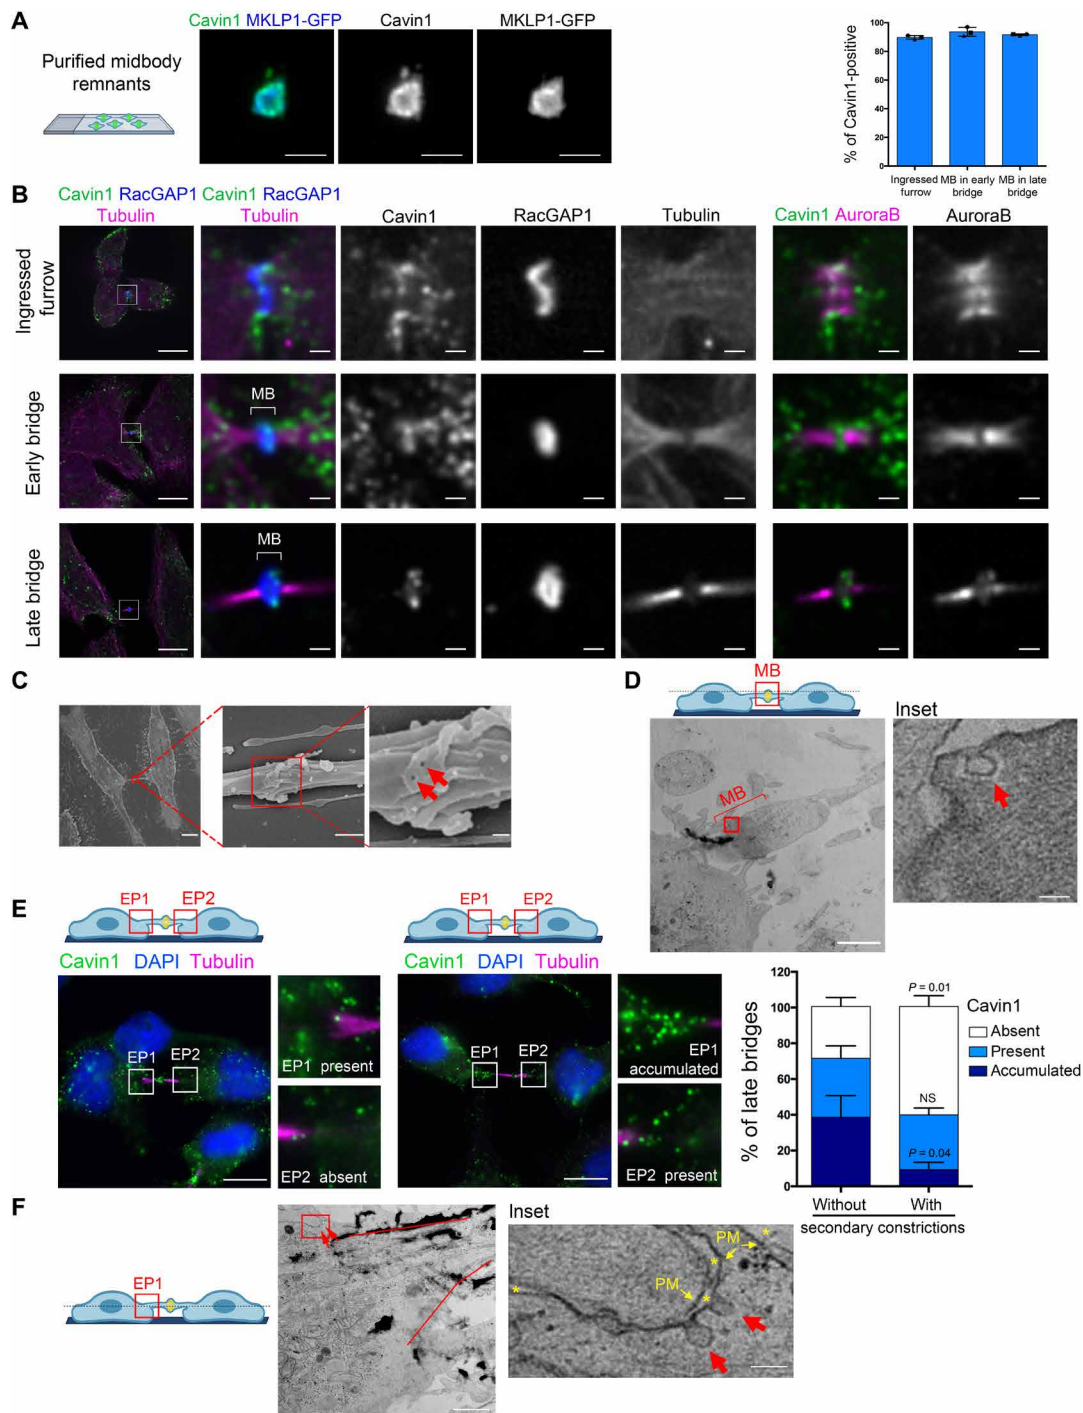 A
Cavin1 MKLP1-GFP
Cavin1
MKLP1-GFP
Purified midbody
remnants
% of Cavin1-positive
100
80
60
40
20
0
Ingressed
furrow
MB in early
bridge
MB in late
bridge
B
Cavin1 RacGAP1
Tubulin
Cavin1 RacGAP1
Tubulin
Cavin1
RacGAP1
Tubulin
Cavin1 AuroraB
AuroraB
Ingressed
furrow
Early bridge
MB
Late bridge
MB
C
D
MB
Inset
MB
E
EP1
EP2
EP1
EP2
Cavin1 DAPI Tubulin
EP1
EP2
EP1 present
EP2 absent
Cavin1 DAPI Tubulin
EP1
EP2
EP1
accumulated
EP2 present
% of late bridges
120
100
80
60
40
20
0
P = 0.01
NS
P = 0.04
Cavin1
Absent
Present
Accumulated
Without
With
secondary constrictions
F
EP1
Inset
PM
*
*
PM
*
*